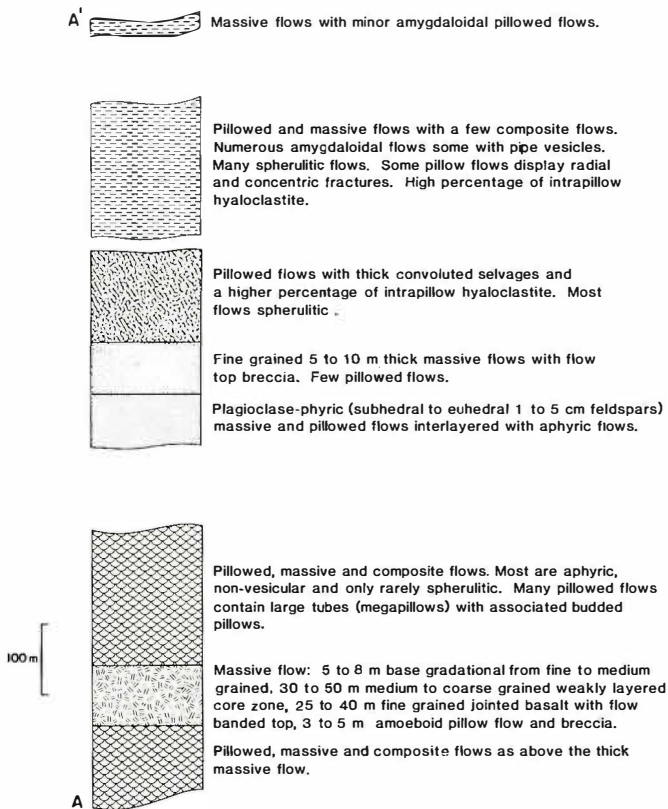 A' Massive flows with minor amygdaloidal pillowed flows.
Pillowed and massive flows with a few composite flows.
Numerous amygdaloidal flows some with pipe vesicles.
Many spherulitic flows. Some pillow flows display radial
and concentric fractures. High percentage of intrapillow
hyaloclastite.
Pillowed flows with thick convoluted selvages and
a higher percentage of intrapillow hyaloclastite. Most
flows spherulitic .
Fine grained 5 to 10 m thick massive flows with flow
top breccia. Few pillowed flows.
Plagioclase-phyric (subhedral to euhedral 1 to 5 cm feldspars)
massive and pillowed flows interlayered with aphyric flows.
Pillowed, massive and composite flows. Most are aphyric,
non-vesicular and only rarely spherulitic. Many pillowed flows
contain large tubes (megapillows) with associated budded
pillows.
100 m
Massive flow: 5 to 8 m base gradational from fine to medium
grained, 30 to 50 m medium to coarse grained weakly layered
core zone, 25 to 40 m fine grained jointed basalt with flow
banded top, 3 to 5 m amoeboid pillow flow and breccia.
Pillowed, massive and composite flows as above the thick
massive flow.
A